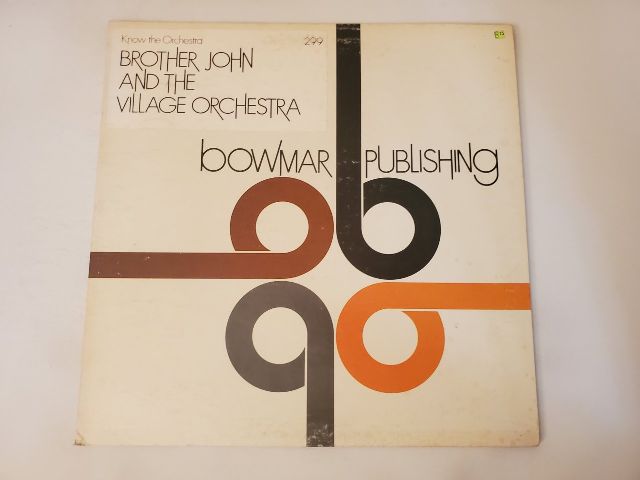 Know the Orchestra 299
BROTHER JOHN
AND THE
VILLAGE ORCHESTRA
bOWMAR PUBLISHING